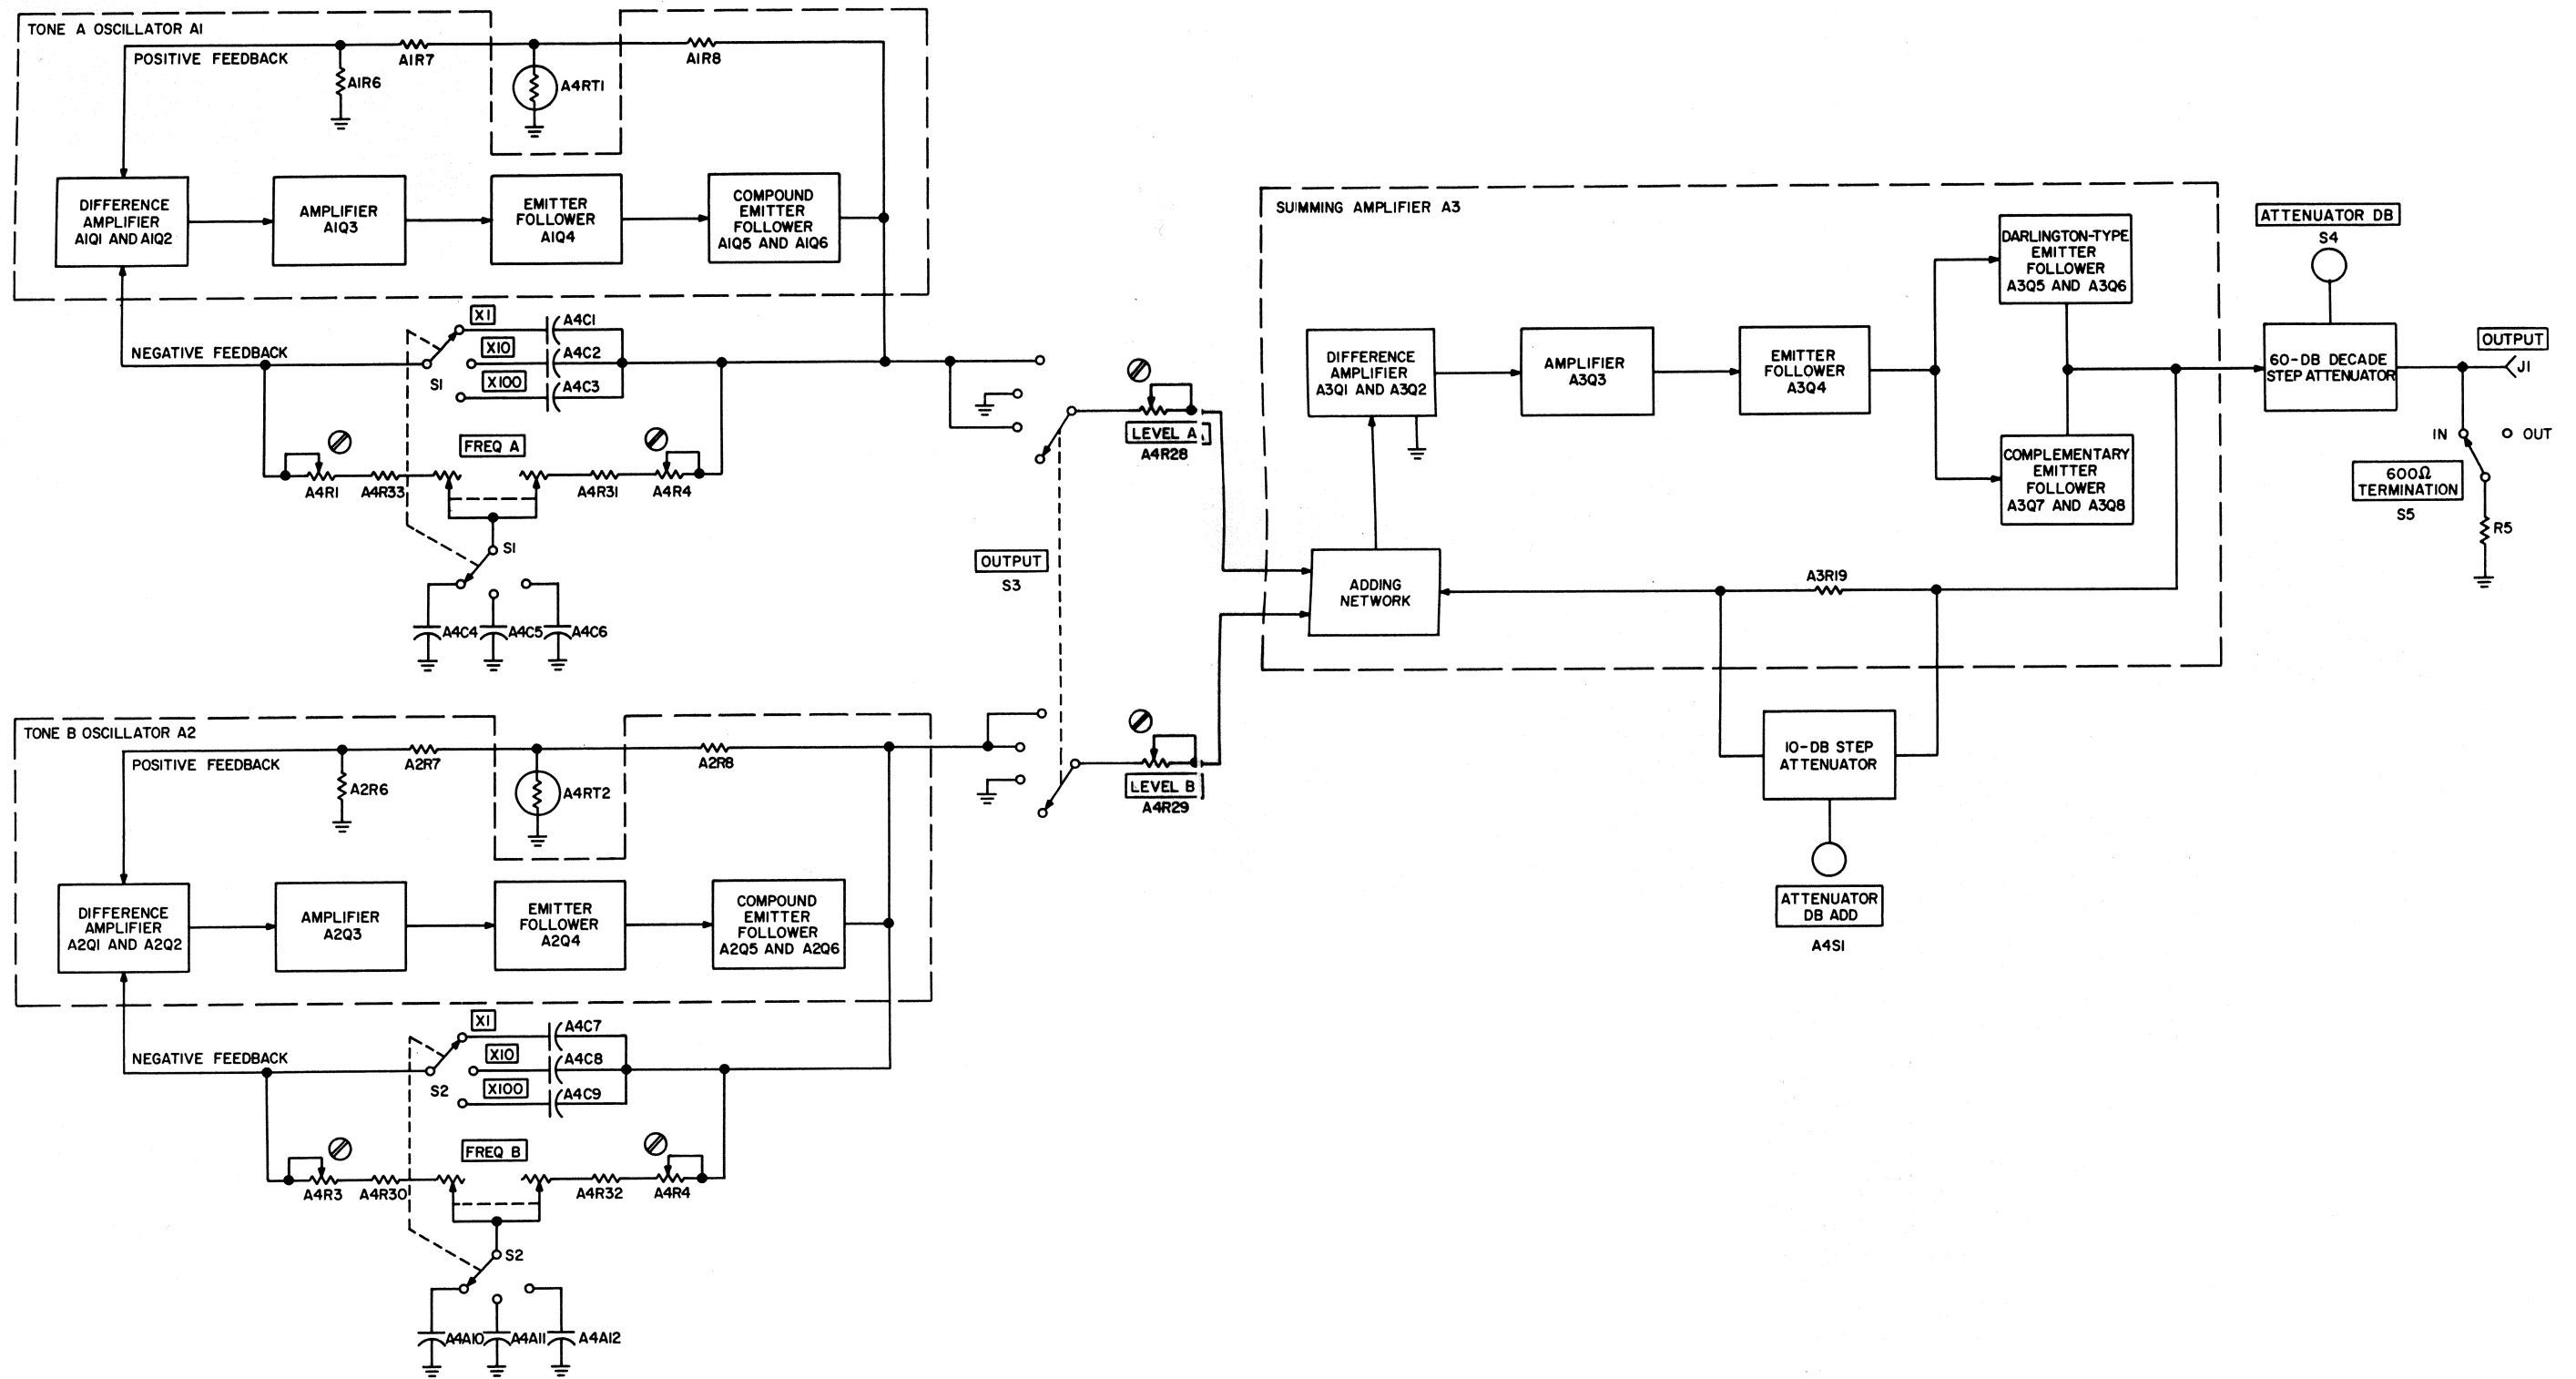 TONE A OSCILLATOR A1
POSITIVE FEEDBACK
A1R7
A1R6
A4RT1
A1R8
DIFFERENCE
AMPLIFIER
A1Q1 AND A1Q2
AMPLIFIER
A1Q3
EMITTER
FOLLOWER
A1Q4
COMPOUND
EMITTER
FOLLOWER
A1Q5 AND A1Q6
NEGATIVE FEEDBACK
S1
X1
X10
X100
A4C1
A4C2
A4C3
FREQ A
A4R1
A4R33
A4R31
A4R4
S1
A4C4
A4C5
A4C6
TONE B OSCILLATOR A2
POSITIVE FEEDBACK
A2R7
A2R6
A4RT2
A2R8
DIFFERENCE
AMPLIFIER
A2Q1 AND A2Q2
AMPLIFIER
A2Q3
EMITTER
FOLLOWER
A2Q4
COMPOUND
EMITTER
FOLLOWER
A2Q5 AND A2Q6
NEGATIVE FEEDBACK
S2
X1
X10
X100
A4C7
A4C8
A4C9
FREQ B
A4R3
A4R30
A4R32
A4R4
S2
A4A10
A4A11
A4A12
OUTPUT
S3
LEVEL A
A4R28
LEVEL B
A4R29
SUMMING AMPLIFIER A3
DIFFERENCE
AMPLIFIER
A3Q1 AND A3Q2
AMPLIFIER
A3Q3
EMITTER
FOLLOWER
A3Q4
DARLINGTON-TYPE
EMITTER
FOLLOWER
A3Q5 AND A3Q6
COMPLEMENTARY
EMITTER
FOLLOWER
A3Q7 AND A3Q8
ADDING
NETWORK
A3R19
10-DB STEP
ATTENUATOR
ATTENUATOR
DB ADD
A4S1
ATTENUATOR DB
S4
60-DB DECADE
STEP ATTENUATOR
OUTPUT
J1
IN
OUT
600Ω
TERMINATION
S5
R5